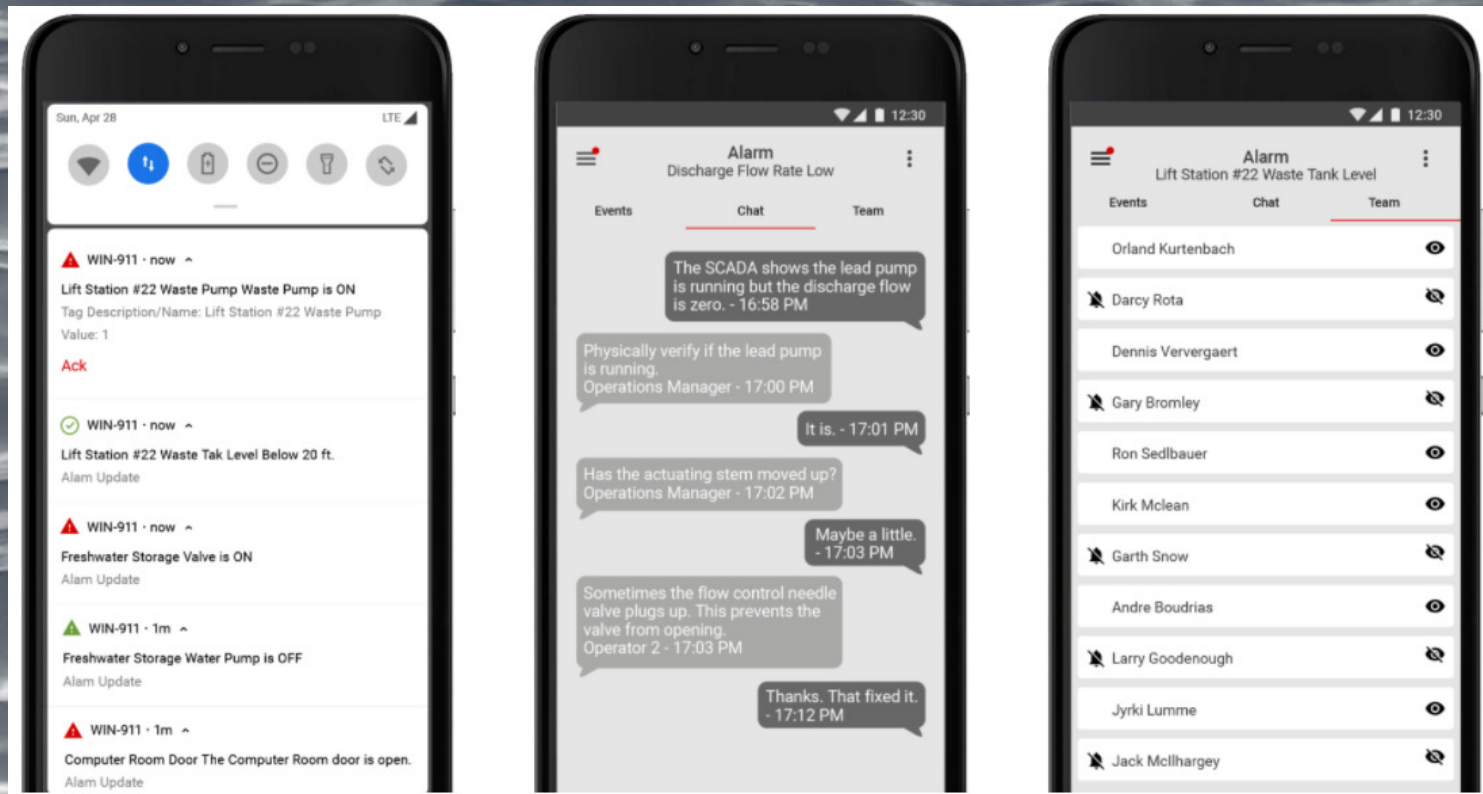 Sun, Apr 28
LTE
WIN-911 · now
Lift Station #22 Waste Pump Waste Pump is ON
Tag Description/Name: Lift Station #22 Waste Pump
Value: 1
Ack
WIN-911 · now
Lift Station #22 Waste Tak Level Below 20 ft.
Alam Update
WIN-911 · now
Freshwater Storage Valve is ON
Alam Update
WIN-911 · 1m
Freshwater Storage Water Pump is OFF
Alam Update
WIN-911 · 1m
Computer Room Door The Computer Room door is open.
Alam Update
12:30
Alarm
Discharge Flow Rate Low
Events Chat Team
The SCADA shows the lead pump
is running but the discharge flow
is zero. - 16:58 PM
Physically verify if the lead pump
is running.
Operations Manager - 17:00 PM
It is. - 17:01 PM
Has the actuating stem moved up?
Operations Manager - 17:02 PM
Maybe a little.
- 17:03 PM
Sometimes the flow control needle
valve plugs up. This prevents the
valve from opening.
Operator 2 - 17:03 PM
Thanks. That fixed it.
- 17:12 PM
12:30
Alarm
Lift Station #22 Waste Tank Level
Events Chat Team
Orland Kurtenbach
Darcy Rota
Dennis Ververgaert
Gary Bromley
Ron Sedlbauer
Kirk Mclean
Garth Snow
Andre Boudrias
Larry Goodenough
Jyrki Lumme
Jack McIlhargey